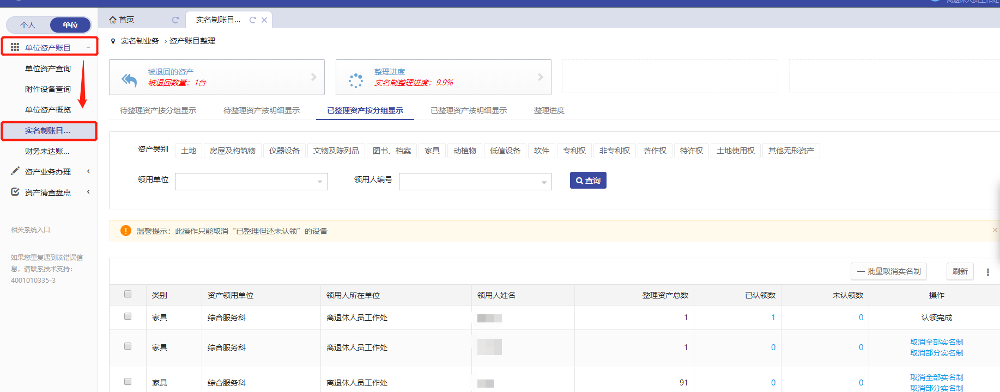 离退休人员工作处
个人 单位
单位资产账目 −
单位资产查询
附件设备查询
单位资产概览
实名制账目...
财务未达账...
资产业务办理
资产清查盘点
相关系统入口
如果您重复遇到该错误信
息，请联系技术支持：
4001010335-3
首页 实名制账目...
实名制业务 › 资产账目整理
被退回的资产
被退回数量：1台
整理进度
实名制整理进度：9.9%
待整理资产按分组显示 待整理资产按明细显示 已整理资产按分组显示 已整理资产按明细显示 整理进度
资产类别 土地 房屋及构筑物 仪器设备 文物及陈列品 图书、档案 家具 动植物 低值设备 软件 专利权 非专利权 著作权 特许权 土地使用权 其他无形资产
领用单位 领用人编号 查询
温馨提示：此操作只能取消“已整理但还未认领”的设备
批量取消实名制 刷新
类别 资产领用单位 领用人所在单位 领用人姓名 整理资产总数 已认领数 未认领数 操作
家具 综合服务科 离退休人员工作处 1 1 0 认领完成
家具 综合服务科 离退休人员工作处 1 0 0 取消全部实名制
取消部分实名制
家具 综合服务科 离退休人员工作处 91 0 0 取消全部实名制
取消部分实名制